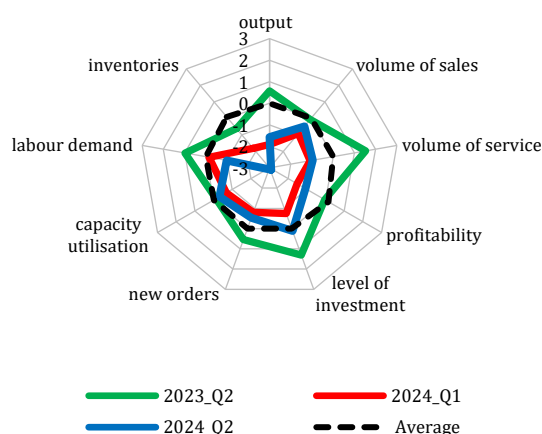 output
3
2
1
0
-1
-2
-3
inventories
volume of sales
labour demand
volume of service
capacity
utilisation
profitability
new orders
level of
investment
2023_Q2
2024_Q1
2024_Q2
Average